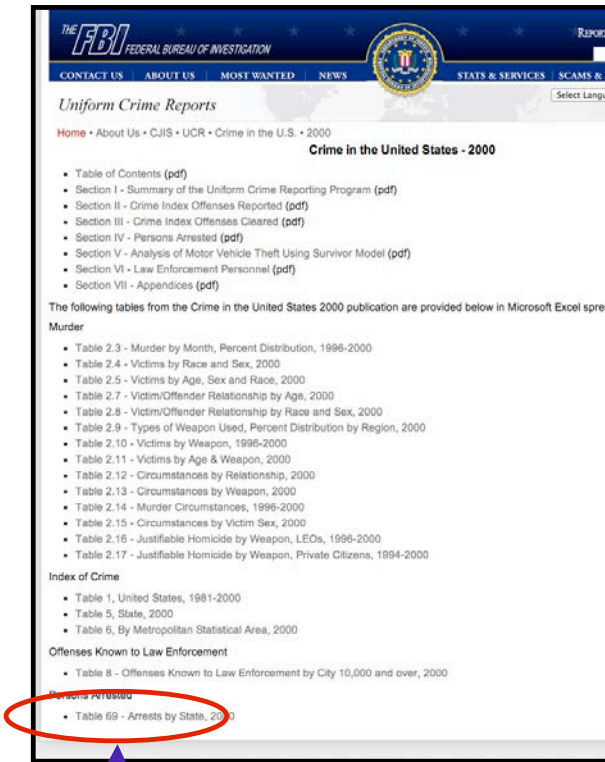 THE FBI FEDERAL BUREAU OF INVESTIGATION
CONTACT US | ABOUT US | MOST WANTED | NEWS STATS & SERVICES SCAMS &
Uniform Crime Reports
Home • About Us • CJIS • UCR • Crime in the U.S. • 2000
Crime in the United States - 2000
• Table of Contents (pdf)
• Section I - Summary of the Uniform Crime Reporting Program (pdf)
• Section II - Crime Index Offenses Reported (pdf)
• Section III - Crime Index Offenses Cleared (pdf)
• Section IV - Persons Arrested (pdf)
• Section V - Analysis of Motor Vehicle Theft Using Survivor Model (pdf)
• Section VI - Law Enforcement Personnel (pdf)
• Section VII - Appendices (pdf)
The following tables from the Crime in the United States 2000 publication are provided below in Microsoft Excel spre
Murder
• Table 2.3 - Murder by Month, Percent Distribution, 1996-2000
• Table 2.4 - Victims by Race and Sex, 2000
• Table 2.5 - Victims by Age, Sex and Race, 2000
• Table 2.7 - Victim/Offender Relationship by Age, 2000
• Table 2.8 - Victim/Offender Relationship by Race and Sex, 2000
• Table 2.9 - Types of Weapon Used, Percent Distribution by Region, 2000
• Table 2.10 - Victims by Weapon, 1996-2000
• Table 2.11 - Victims by Age & Weapon, 2000
• Table 2.12 - Circumstances by Relationship, 2000
• Table 2.13 - Circumstances by Weapon, 2000
• Table 2.14 - Murder Circumstances, 1996-2000
• Table 2.15 - Circumstances by Victim Sex, 2000
• Table 2.16 - Justifiable Homicide by Weapon, LEOs, 1996-2000
• Table 2.17 - Justifiable Homicide by Weapon, Private Citizens, 1994-2000
Index of Crime
• Table 1, United States, 1981-2000
• Table 5, State, 2000
• Table 6, By Metropolitan Statistical Area, 2000
Offenses Known to Law Enforcement
• Table 8 - Offenses Known to Law Enforcement by City 10,000 and over, 2000
Persons Arrested
• Table 69 - Arrests by State, 2000